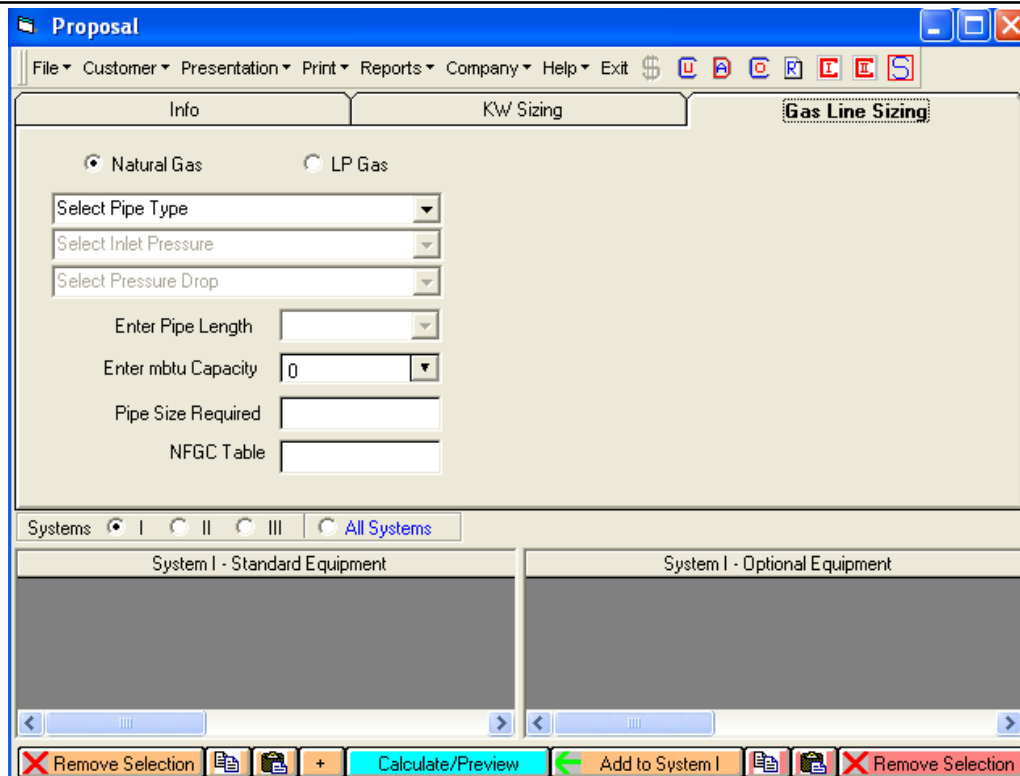 Proposal
File Customer Presentation Print Reports Company Help Exit $ U A C R I II S
Info KW Sizing Gas Line Sizing
Natural Gas LP Gas
Select Pipe Type
Select Inlet Pressure
Select Pressure Drop
Enter Pipe Length
Enter mbtu Capacity 0
Pipe Size Required
NFGC Table
Systems I II III All Systems
System I - Standard Equipment System I - Optional Equipment
Remove Selection + Calculate/Preview Add to System I Remove Selection